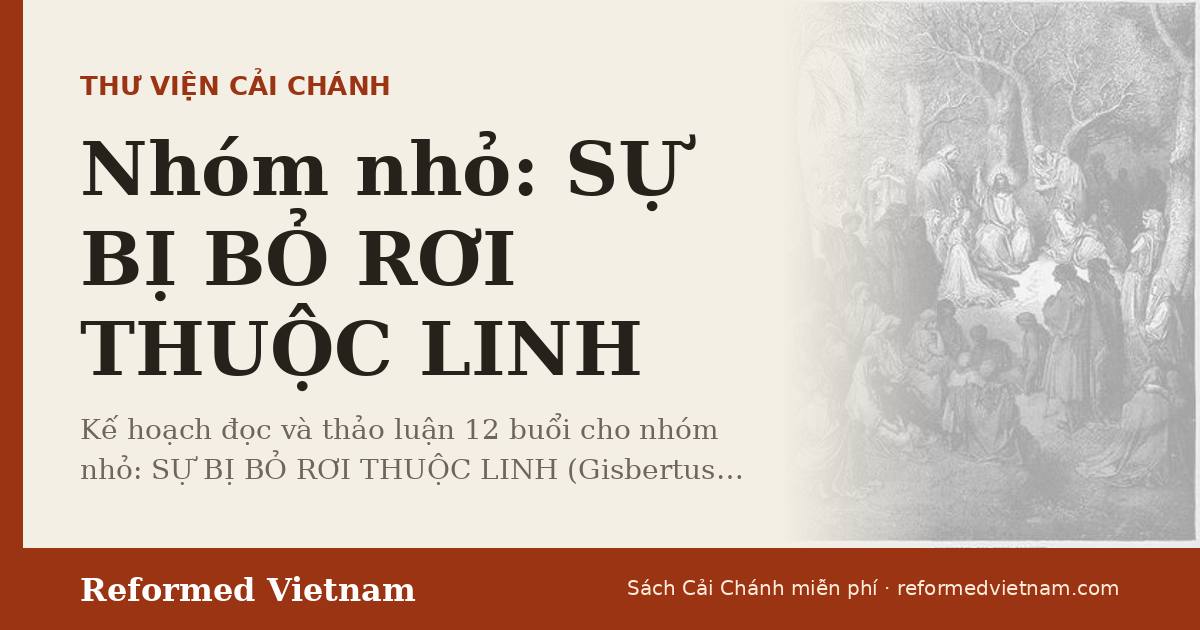 THƯ VIỆN CẢI CHÁNH
Nhóm nhỏ: SỰ
BỊ BỎ RƠI
THUỘC LINH
Kế hoạch đọc và thảo luận 12 buổi cho nhóm
nhỏ: SỰ BỊ BỎ RƠI THUỘC LINH (Gisbertus…
Reformed Vietnam
Sách Cải Chánh miễn phí · reformedvietnam.com